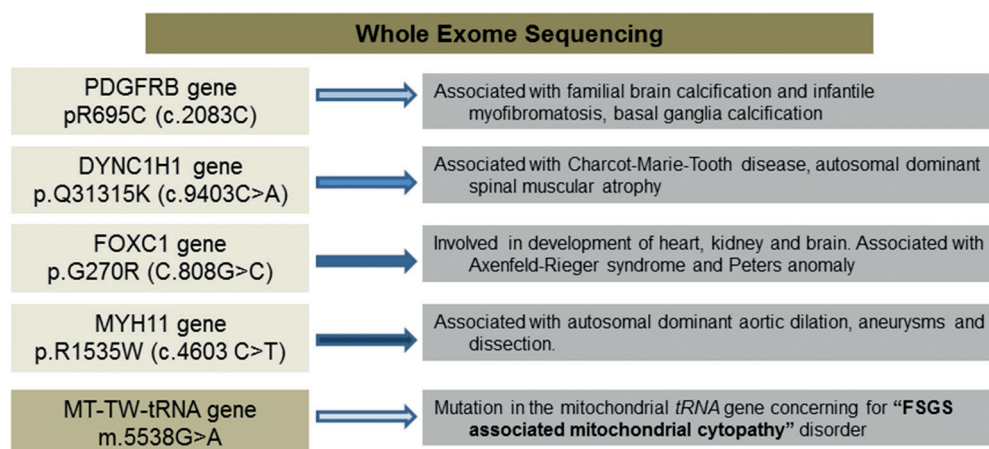 Whole Exome Sequencing
PDGFRB gene
pR695C (c.2083C)
Associated with familial brain calcification and infantile
myofibromatosis, basal ganglia calcification
DYNC1H1 gene
p.Q31315K (c.9403C>A)
Associated with Charcot-Marie-Tooth disease, autosomal dominant
spinal muscular atrophy
FOXC1 gene
p.G270R (C.808G>C)
Involved in development of heart, kidney and brain. Associated with
Axenfeld-Rieger syndrome and Peters anomaly
MYH11 gene
p.R1535W (c.4603 C>T)
Associated with autosomal dominant aortic dilation, aneurysms and
dissection.
MT-TW-tRNA gene
m.5538G>A
Mutation in the mitochondrial tRNA gene concerning for “FSGS
associated mitochondrial cytopathy” disorder